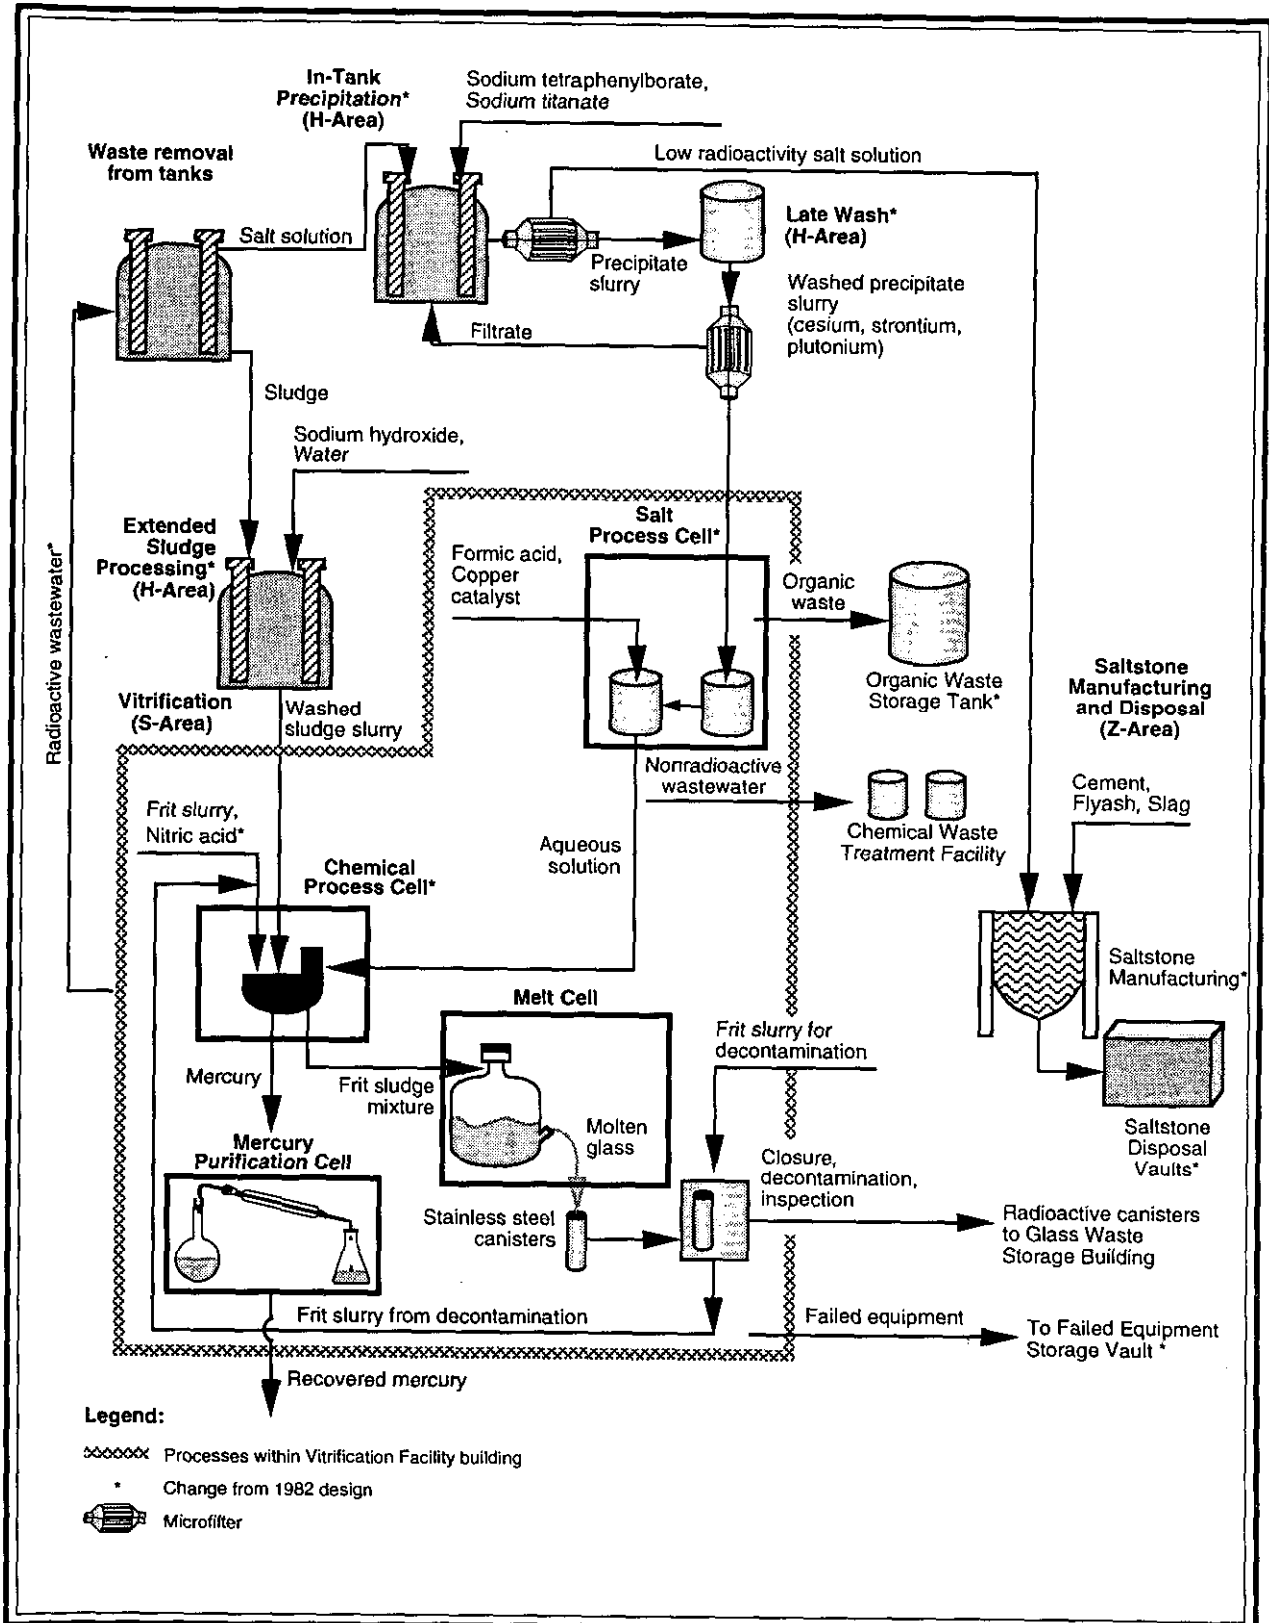 In-Tank
Precipitation*
(H-Area)
Sodium tetraphenylborate,
Sodium titanate
Waste removal
from tanks
Low radioactivity salt solution
Late Wash*
(H-Area)
Salt solution
Precipitate
slurry
Washed precipitate
slurry
(cesium, strontium,
plutonium)
Filtrate
Sludge
Sodium hydroxide,
Water
Extended
Sludge
Processing*
(H-Area)
Salt
Process Cell*
Formic acid,
Copper
catalyst
Organic
waste
Organic Waste
Storage Tank*
Radioactive wastewater*
Vitrification
(S-Area)
Washed
sludge slurry
Saltstone
Manufacturing
and Disposal
(Z-Area)
Nonradioactive
wastewater
Cement,
Flyash, Slag
Chemical Waste
Treatment Facility
Frit slurry,
Nitric acid*
Aqueous
solution
Chemical
Process Cell*
Saltstone
Manufacturing*
Melt Cell
Frit slurry for
decontamination
Mercury
Frit sludge
mixture
Molten
glass
Saltstone
Disposal
Vaults*
Mercury
Purification Cell
Closure,
decontamination,
inspection
Stainless steel
canisters
Radioactive canisters
to Glass Waste
Storage Building
Frit slurry from decontamination
Failed equipment
To Failed Equipment
Storage Vault *
Recovered mercury
Legend:
Processes within Vitrification Facility building
* Change from 1982 design
Microfilter